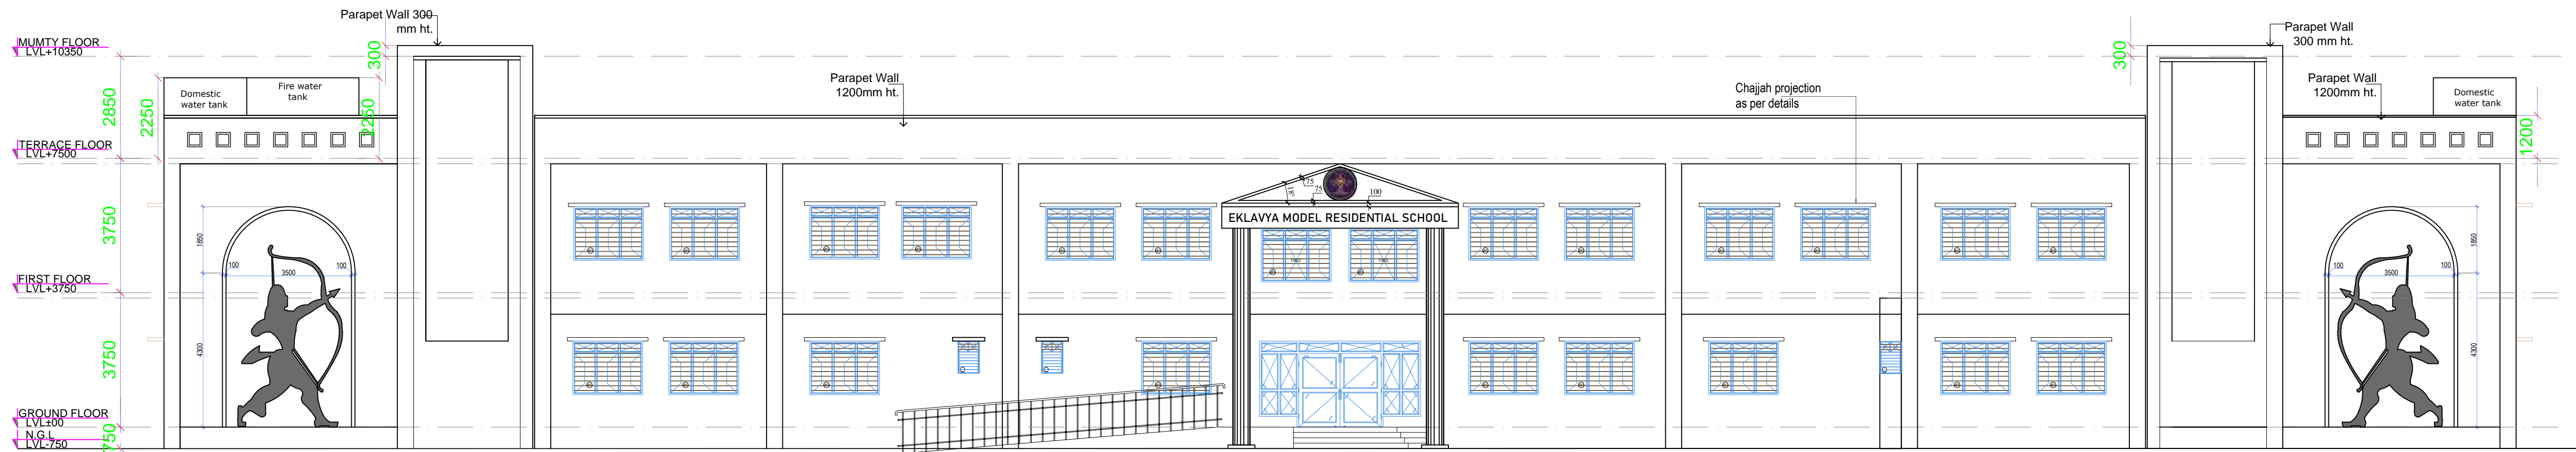 Parapet Wall 300
mm ht.
Parapet Wall
300 mm ht.
MUMTY FLOOR
LVL+10350
300
300
Parapet Wall
1200mm ht.
Chajjah projection
as per details
Parapet Wall
1200mm ht.
Domestic
water tank
Fire water
tank
Domestic
water tank
2850
2250
2250
1200
TERRACE FLOOR
LVL+7500
75
75
18°
100
EKLAVYA MODEL RESIDENTIAL SCHOOL
3750
1850
1850
100
3500
100
100
3500
100
FIRST FLOOR
LVL+3750
3750
4300
4300
GROUND FLOOR
LVL±00
N.G.L
LVL-750
750